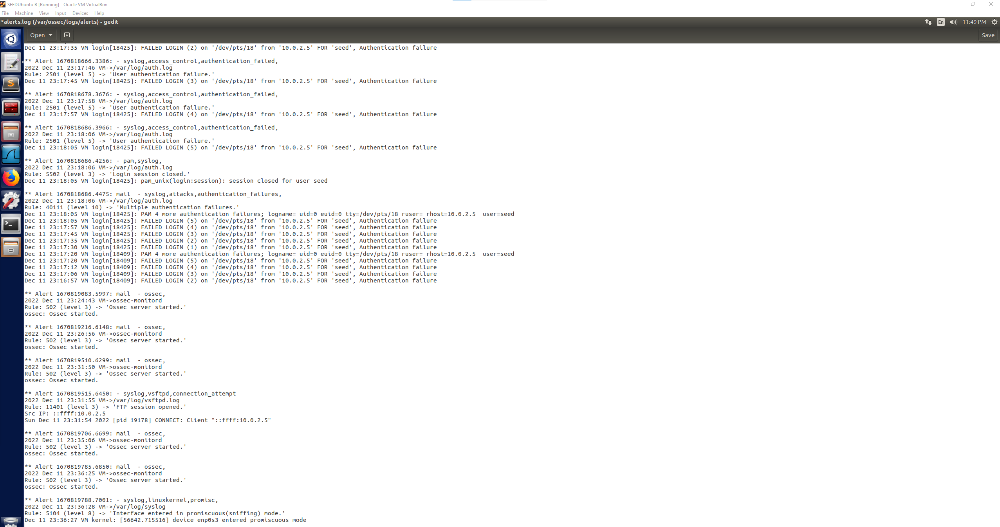 SEEDUbuntu B [Running] - Oracle VM VirtualBox
File Machine View Input Devices Help
*alerts.log (/var/ossec/logs/alerts) - gedit
En 11:49 PM
Open Save
Dec 11 23:17:35 VM login[18425]: FAILED LOGIN (2) on '/dev/pts/18' from '10.0.2.5' FOR 'seed', Authentication failure
** Alert 1670818666.3386: - syslog,access_control,authentication_failed,
2022 Dec 11 23:17:46 VM->/var/log/auth.log
Rule: 2501 (level 5) -> 'User authentication failure.'
Dec 11 23:17:45 VM login[18425]: FAILED LOGIN (3) on '/dev/pts/18' from '10.0.2.5' FOR 'seed', Authentication failure
** Alert 1670818678.3676: - syslog,access_control,authentication_failed,
2022 Dec 11 23:17:58 VM->/var/log/auth.log
Rule: 2501 (level 5) -> 'User authentication failure.'
Dec 11 23:17:57 VM login[18425]: FAILED LOGIN (4) on '/dev/pts/18' from '10.0.2.5' FOR 'seed', Authentication failure
** Alert 1670818686.3966: - syslog,access_control,authentication_failed,
2022 Dec 11 23:18:06 VM->/var/log/auth.log
Rule: 2501 (level 5) -> 'User authentication failure.'
Dec 11 23:18:05 VM login[18425]: FAILED LOGIN (5) on '/dev/pts/18' from '10.0.2.5' FOR 'seed', Authentication failure
** Alert 1670818686.4256: - pam,syslog,
2022 Dec 11 23:18:06 VM->/var/log/auth.log
Rule: 5502 (level 3) -> 'Login session closed.'
Dec 11 23:18:05 VM login[18425]: pam_unix(login:session): session closed for user seed
** Alert 1670818686.4475: mail  - syslog,attacks,authentication_failures,
2022 Dec 11 23:18:06 VM->/var/log/auth.log
Rule: 40111 (level 10) -> 'Multiple authentication failures.'
Dec 11 23:18:05 VM login[18425]: PAM 4 more authentication failures; logname= uid=0 euid=0 tty=/dev/pts/18 ruser= rhost=10.0.2.5  user=seed
Dec 11 23:18:05 VM login[18425]: FAILED LOGIN (5) on '/dev/pts/18' from '10.0.2.5' FOR 'seed', Authentication failure
Dec 11 23:17:57 VM login[18425]: FAILED LOGIN (4) on '/dev/pts/18' from '10.0.2.5' FOR 'seed', Authentication failure
Dec 11 23:17:45 VM login[18425]: FAILED LOGIN (3) on '/dev/pts/18' from '10.0.2.5' FOR 'seed', Authentication failure
Dec 11 23:17:35 VM login[18425]: FAILED LOGIN (2) on '/dev/pts/18' from '10.0.2.5' FOR 'seed', Authentication failure
Dec 11 23:17:30 VM login[18425]: FAILED LOGIN (1) on '/dev/pts/18' from '10.0.2.5' FOR 'seed', Authentication failure
Dec 11 23:17:20 VM login[18409]: PAM 4 more authentication failures; logname= uid=0 euid=0 tty=/dev/pts/18 ruser= rhost=10.0.2.5  user=seed
Dec 11 23:17:20 VM login[18409]: FAILED LOGIN (5) on '/dev/pts/18' from '10.0.2.5' FOR 'seed', Authentication failure
Dec 11 23:17:12 VM login[18409]: FAILED LOGIN (4) on '/dev/pts/18' from '10.0.2.5' FOR 'seed', Authentication failure
Dec 11 23:17:06 VM login[18409]: FAILED LOGIN (3) on '/dev/pts/18' from '10.0.2.5' FOR 'seed', Authentication failure
Dec 11 23:16:57 VM login[18409]: FAILED LOGIN (2) on '/dev/pts/18' from '10.0.2.5' FOR 'seed', Authentication failure
** Alert 1670819083.5997: mail  - ossec,
2022 Dec 11 23:24:43 VM->ossec-monitord
Rule: 502 (level 3) -> 'Ossec server started.'
ossec: Ossec started.
** Alert 1670819216.6148: mail  - ossec,
2022 Dec 11 23:26:56 VM->ossec-monitord
Rule: 502 (level 3) -> 'Ossec server started.'
ossec: Ossec started.
** Alert 1670819510.6299: mail  - ossec,
2022 Dec 11 23:31:50 VM->ossec-monitord
Rule: 502 (level 3) -> 'Ossec server started.'
ossec: Ossec started.
** Alert 1670819515.6450: - syslog,vsftpd,connection_attempt
2022 Dec 11 23:31:55 VM->/var/log/vsftpd.log
Rule: 11401 (level 3) -> 'FTP session opened.'
Src IP: ::ffff:10.0.2.5
Sun Dec 11 23:31:54 2022 [pid 19178] CONNECT: Client "::ffff:10.0.2.5"
** Alert 1670819706.6699: mail  - ossec,
2022 Dec 11 23:35:06 VM->ossec-monitord
Rule: 502 (level 3) -> 'Ossec server started.'
ossec: Ossec started.
** Alert 1670819785.6850: mail  - ossec,
2022 Dec 11 23:36:25 VM->ossec-monitord
Rule: 502 (level 3) -> 'Ossec server started.'
ossec: Ossec started.
** Alert 1670819788.7001: - syslog,linuxkernel,promisc,
2022 Dec 11 23:36:28 VM->/var/log/syslog
Rule: 5104 (level 8) -> 'Interface entered in promiscuous(sniffing) mode.'
Dec 11 23:36:27 VM kernel: [56642.715516] device enp0s3 entered promiscuous mode